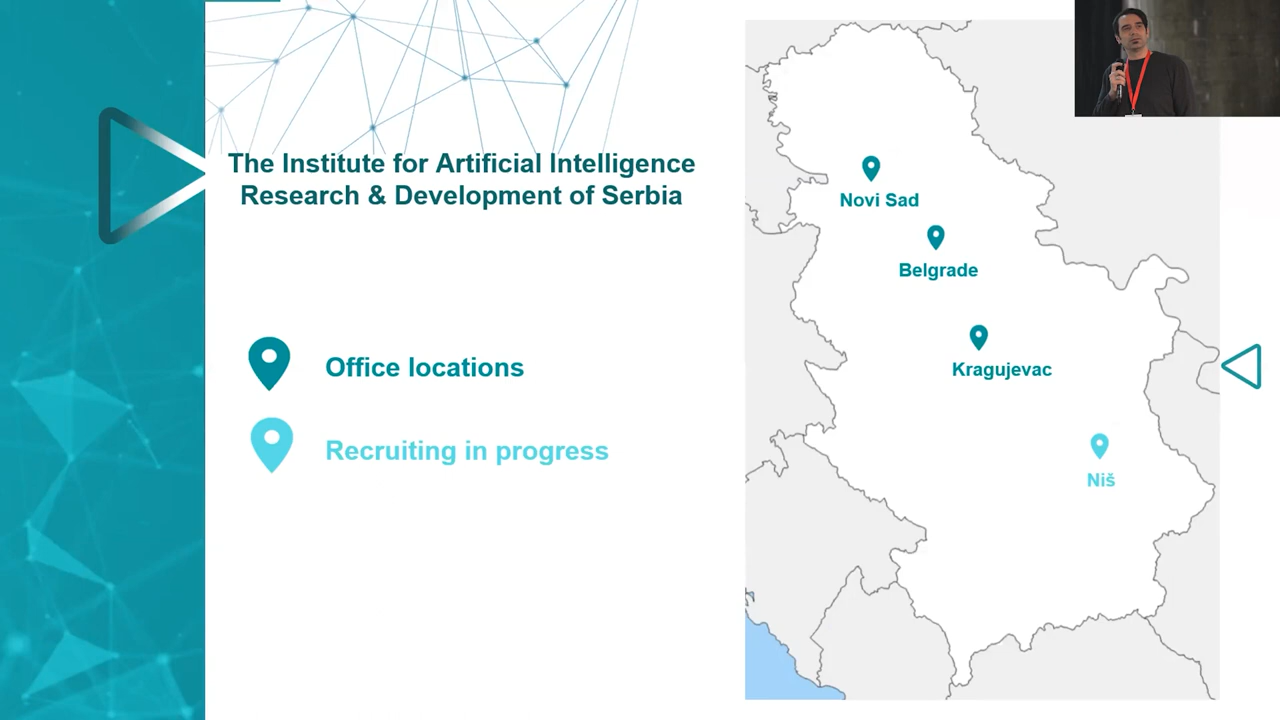 The Institute for Artificial Intelligence
Research & Development of Serbia
Office locations
Recruiting in progress
Novi Sad
Belgrade
Kragujevac
Niš